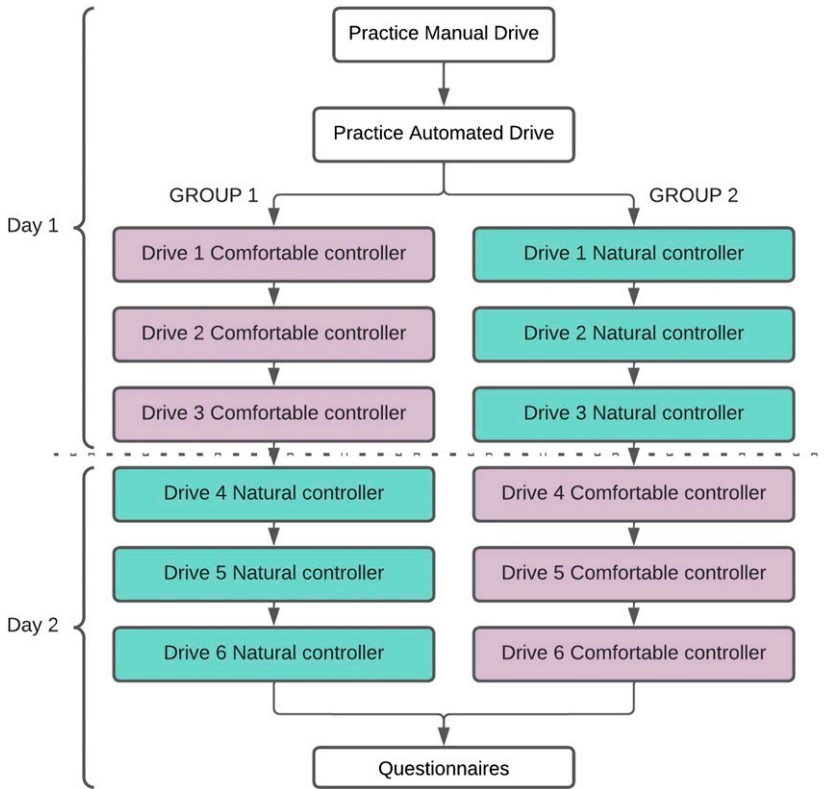 Practice Manual Drive
Practice Automated Drive
GROUP 1
GROUP 2
Day 1
Drive 1 Comfortable controller
Drive 1 Natural controller
Drive 2 Comfortable controller
Drive 2 Natural controller
Drive 3 Comfortable controller
Drive 3 Natural controller
Drive 4 Natural controller
Drive 4 Comfortable controller
Drive 5 Natural controller
Drive 5 Comfortable controller
Day 2
Drive 6 Natural controller
Drive 6 Comfortable controller
Questionnaires